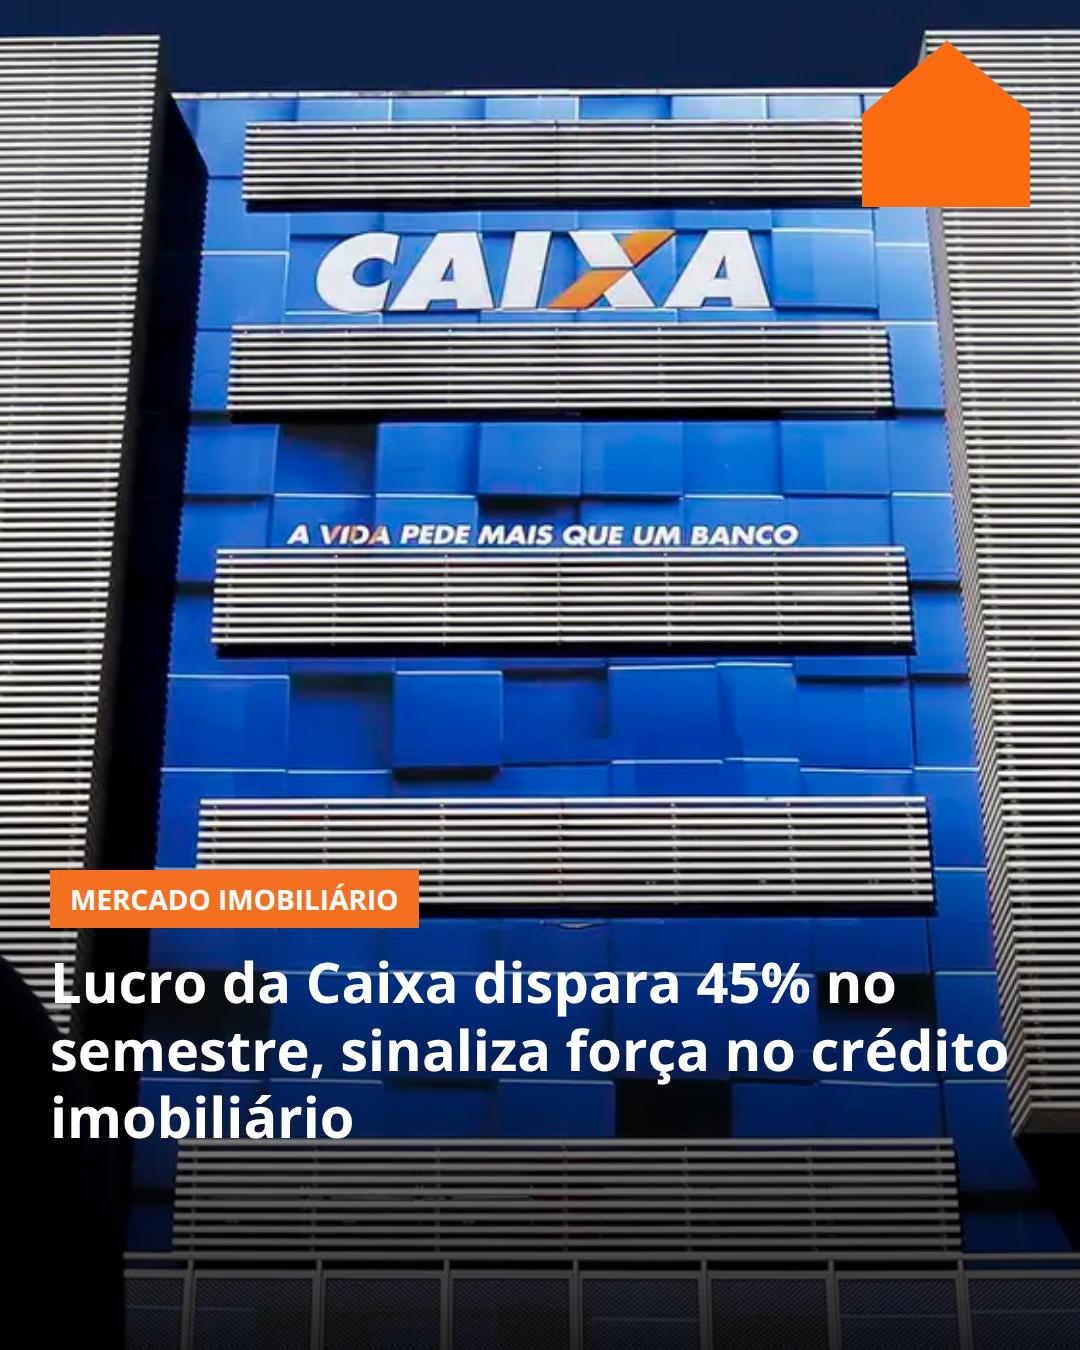 CAIXA
A VIDA PEDE MAIS QUE UM BANCO
MERCADO IMOBILIÁRIO
Lucro da Caixa dispara 45% no
semestre, sinaliza força no crédito
imobiliário